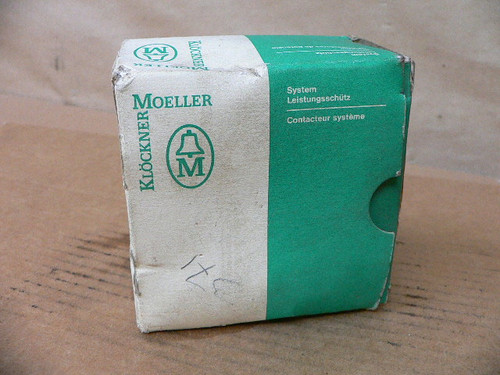 KLÖCKNER
MOELLER
M
System
Leistungsschütz
Contacteur système
M